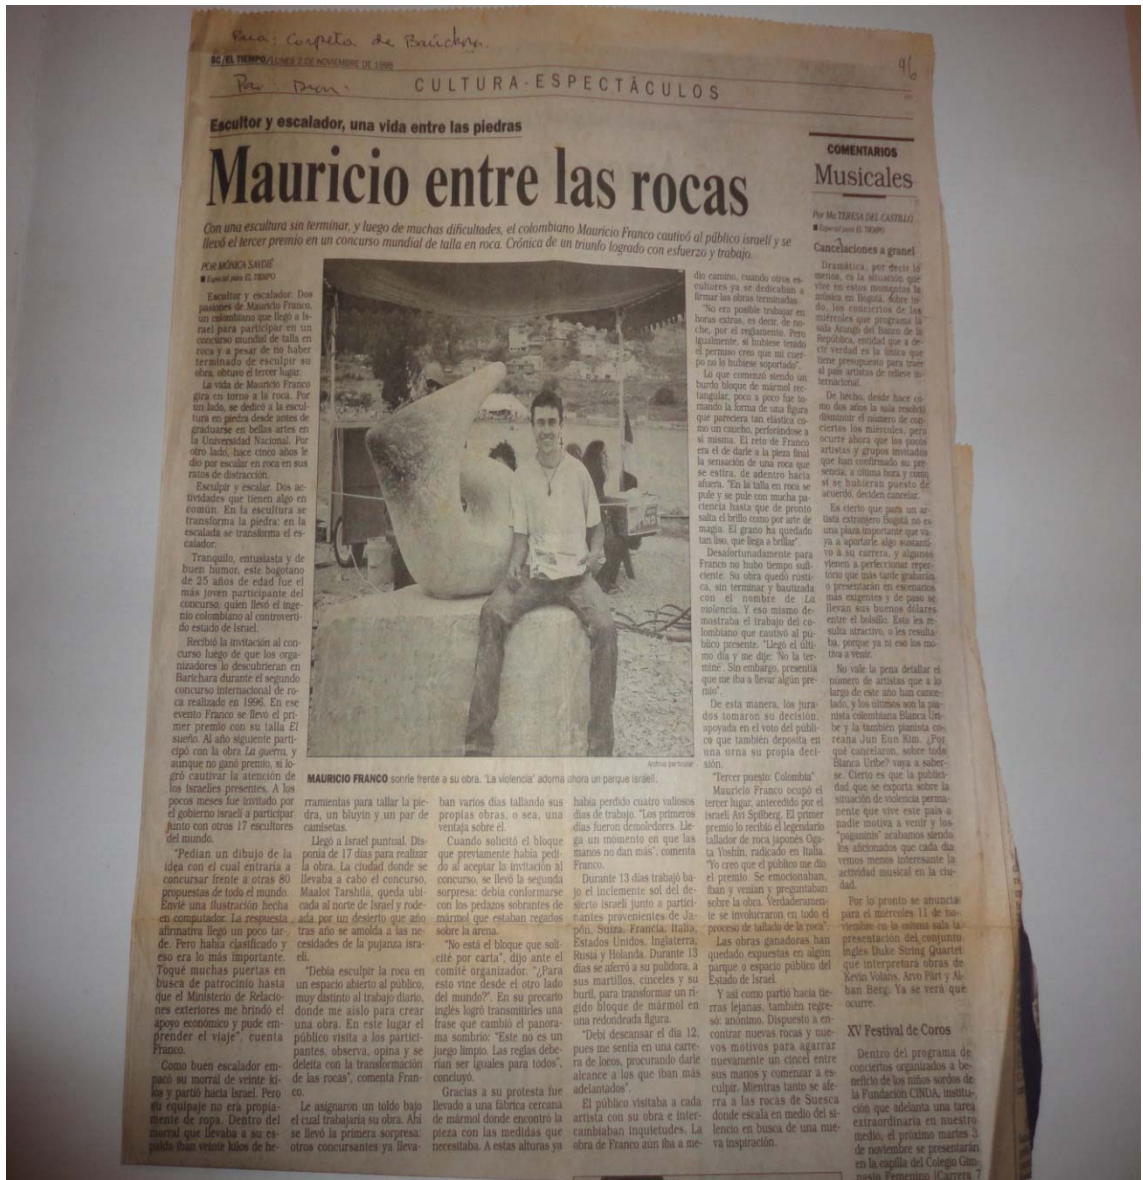 Para: Carpeta de
8C/EL TIEMPO/LUNES 2 DE NOVIEMBRE DE 1998
96
Por:
CULTURA-ESPECTÁCULOS
Escultor y escalador, una vida entre las piedras
Mauricio entre las rocas
Con una escultura sin terminar, y luego de muchas dificultades, el colombiano Mauricio Franco cautivó al público israelí y se
llevó el tercer premio en un concurso mundial de talla en roca. Crónica de un triunfo logrado con esfuerzo y trabajo.
POR MÓNICA SAVDIÉ
■ Especial para EL TIEMPO
Escultor y escalador. Dos
pasiones de Mauricio Franco,
un colombiano que llegó a Is-
rael para participar en un
concurso mundial de talla en
roca y a pesar de no haber
terminado de esculpir su
obra, obtuvo el tercer lugar.
La vida de Mauricio Franco
gira en torno a la roca. Por
un lado, se dedicó a la escul-
tura en piedra desde antes de
graduarse en bellas artes en
la Universidad Nacional. Por
otro lado, hace cinco años le
dio por escalar en roca en sus
ratos de distracción.
Esculpir y escalar. Dos ac-
tividades que tienen algo en
común. En la escultura se
transforma la piedra: en la
escalada se transforma el es-
calador.
Tranquilo, entusiasta y de
buen humor, este bogotano
de 25 años de edad fue el
más joven participante del
concurso, quien llevó el inge-
nio colombiano al controverti-
do estado de Israel.
Recibió la invitación al con-
curso luego de que los orga-
nizadores lo descubrieran en
Barichara durante el segundo
concurso internacional de ro-
ca realizado en 1996. En ese
evento Franco se llevó el pri-
mer premio con su talla El
sueño. Al año siguiente parti-
cipó con la obra La guerra, y
aunque no ganó premio, sí lo-
gró cautivar la atención de
los israelíes presentes. A los
pocos meses fue invitado por
el gobierno israelí a participar
junto con otros 17 escultores
del mundo.
"Pedían un dibujo de la
idea con el cual entraría a
concursar frente a otras 80
propuestas de todo el mundo.
Envié una ilustración hecha
en computador. La respuesta
afirmativa llegó un poco tar-
de. Pero había clasificado y
eso era lo más importante.
Toqué muchas puertas en
busca de patrocinio hasta
que el Ministerio de Relacio-
nes exteriores me brindó el
apoyo económico y pude em-
prender el viaje", cuenta
Franco.
Como buen escalador em-
pacó su morral de veinte ki-
los y partió hacia Israel. Pero
su equipaje no era propia-
mente de ropa. Dentro del
morral que llevaba a su es-
palda iban veinte kilos de he-
Archivo particular
MAURICIO FRANCO sonríe frente a su obra. 'La violencia' adorna ahora un parque israelí.
rramientas para tallar la pie-
dra, un bluyín y un par de
camisetas.
Llegó a Israel puntual. Dis-
ponía de 17 días para realizar
la obra. La ciudad donde se
llevaba a cabo el concurso,
Maalot Tarshila, queda ubi-
cada al norte de Israel y rode-
ada por un desierto que año
tras año se amolda a las ne-
cesidades de la pujanza isra-
elí.
"Debía esculpir la roca en
un espacio abierto al público,
muy distinto al trabajo diario,
donde me aíslo para crear
una obra. En este lugar el
público visita a los partici-
pantes, observa, opina y se
deleita con la transformación
de las rocas", comenta Fran-
co.
Le asignaron un toldo bajo
el cual trabajaría su obra. Ahí
se llevó la primera sorpresa:
otros concursantes ya lleva-
ban varios días tallando sus
propias obras, o sea, una
ventaja sobre él.
Cuando solicitó el bloque
que previamente había pedi-
do al aceptar la invitación al
concurso, se llevó la segunda
sorpresa: debía conformarse
con los pedazos sobrantes de
mármol que estaban regados
sobre la arena.
"No está el bloque que soli-
cité por carta", dijo ante el
comité organizador. "¿Para
esto vine desde el otro lado
del mundo?". En su precario
inglés logró transmitirles una
frase que cambió el panora-
ma sombrío: "Este no es un
juego limpio. Las reglas debe-
rían ser iguales para todos",
concluyó.
Gracias a su protesta fue
llevado a una fábrica cercana
de mármol donde encontró la
pieza con las medidas que
necesitaba. A estas alturas ya
había perdido cuatro valiosos
días de trabajo. "Los primeros
días fueron demoledores. Lle-
ga un momento en que las
manos no dan más", comenta
Franco.
Durante 13 días trabajó ba-
jo el inclemente sol del de-
sierto israelí junto a partici-
nantes provenientes de Ja-
pón, Suiza, Francia, Italia,
Estados Unidos, Inglaterra,
Rusia y Holanda. Durante 13
días se aferró a su pulidora, a
sus martillos, cinceles y su
buril, para transformar un rí-
gido bloque de mármol en
una redondeada figura.
"Debí descansar el día 12,
pues me sentía en una carre-
ra de locos, procurando darle
alcance a los que iban más
adelantados".
El público visitaba a cada
artista con su obra e inter-
cambiaban inquietudes. La
obra de Franco aún iba a me-
dio camino, cuando otros es-
cultores ya se dedicaban a
firmar las obras terminadas.
"No era posible trabajar en
horas extras, es decir, de no-
che, por el reglamento. Pero
igualmente, si hubiese tenido
el permiso creo que mi cuer-
po no lo hubiese soportado".
Lo que comenzó siendo un
burdo bloque de mármol rec-
tangular, poco a poco fue to-
mando la forma de una figura
que pareciera tan elástica co-
mo un caucho, perforándose a
sí misma. El reto de Franco
era el de darle a la pieza final
la sensación de una roca que
se estira, de adentro hacia
afuera. "En la talla en roca se
pule y se pule con mucha pa-
ciencia hasta que de pronto
salta el brillo como por arte de
magia. El grano ha quedado
tan liso, que llega a brillar".
Desafortunadamente para
Franco no hubo tiempo sufi-
ciente. Su obra quedó rústi-
ca, sin terminar y bautizada
con el nombre de La
violencia. Y eso mismo de-
mostraba el trabajo del co-
lombiano que cautivó al pú-
blico presente. "Llegó el últi-
mo día y me dije: 'No la ter-
miné'. Sin embargo, presentía
que me iba a llevar algún pre-
mio".
De esta manera, los jura-
dos tomaron su decisión,
apoyada en el voto del públi-
co que también deposita en
una urna su propia deci-
sión.
"Tercer puesto: Colombia"
Mauricio Franco ocupó el
tercer lugar, antecedido por el
israelí Avi Spilberg. El primer
premio lo recibió el legendario
tallador de roca japonés Oga-
ta Yoshin, radicado en Italia.
"Yo creo que el público me dio
el premio. Se emocionaban,
iban y venían y preguntaban
sobre la obra. Verdaderamen-
te se involucraron en todo el
proceso de tallado de la roca".
Las obras ganadoras han
quedado expuestas en algún
parque o espacio público del
Estado de Israel.
Y así como partió hacia tie-
rras lejanas, también regre-
só: anónimo. Dispuesto a en-
contrar nuevas rocas y nue-
vos motivos para agarrar
nuevamente un cincel entre
sus manos y comenzar a es-
culpir. Mientras tanto se afe-
rra a las rocas de Suesca
donde escala en medio del si-
lencio en busca de una nue-
va inspiración.
COMENTARIOS
Musicales
Por Ma. TERESA DEL CASTILLO
■ Especial para EL TIEMPO
Cancelaciones a granel
Dramática, por decir lo
menos, es la situación que
vive en estos momentos la
música en Bogotá, sobre to-
do, los conciertos de los
miércoles que programa la
sala Arango del Banco de la
República, entidad que a de-
cir verdad es la única que
tiene presupuesto para traer
al país artistas de relieve in-
ternacional.
De hecho, desde hace co-
mo dos años la sala resolvió
disminuir el número de con-
ciertos los miércoles, pero
ocurre ahora que los pocos
artistas y grupos invitados
que han confirmado su pre-
sencia, a última hora y como
si se hubieran puesto de
acuerdo, deciden cancelar.
Es cierto que para un ar-
tista extranjero Bogotá no es
una plaza importante que va-
ya a aportarle algo sustanti-
vo a su carrera, y algunos
vienen a perfeccionar reper-
torio que más tarde grabarán
o presentarán en escenarios
más exigentes y de paso se
llevan sus buenos dólares
entre el bolsillo. Esto les re-
sulta atractivo, o les resulta-
ba, porque ya ni eso los mo-
tiva a venir.
No vale la pena detallar el
número de artistas que a lo
largo de este año han cance-
lado, y los últimos son la pia-
nista colombiana Blanca Uri-
be y la también pianista co-
reana Jun Eun Kim. ¿Por
qué cancelaron, sobre todo
Blanca Uribe? vaya a saber-
se. Cierto es que la publici-
dad que se exporta sobre la
situación de violencia perma-
nente que vive este país a
nadie motiva a venir y los
"paganinis" acabamos siendo
los aficionados que cada día
vemos menos interesante la
actividad musical en la ciu-
dad.
Por lo pronto se anuncia
para el miércoles 11 de no-
viembre en la misma sala la
presentación del conjunto
inglés Duke String Quartet
que interpretará obras de
Kevin Volans, Arvo Pärt y Al-
ban Berg. Ya se verá qué
ocurre.
XV Festival de Coros
Dentro del programa de
conciertos organizados a be-
neficio de los niños sordos de
la Fundación CINDA, institu-
ción que adelanta una tarea
extraordinaria en nuestro
medio, el próximo martes 3
de noviembre se presentarán
en la capilla del Colegio Gim-
nasio Femenino (Carrera 7